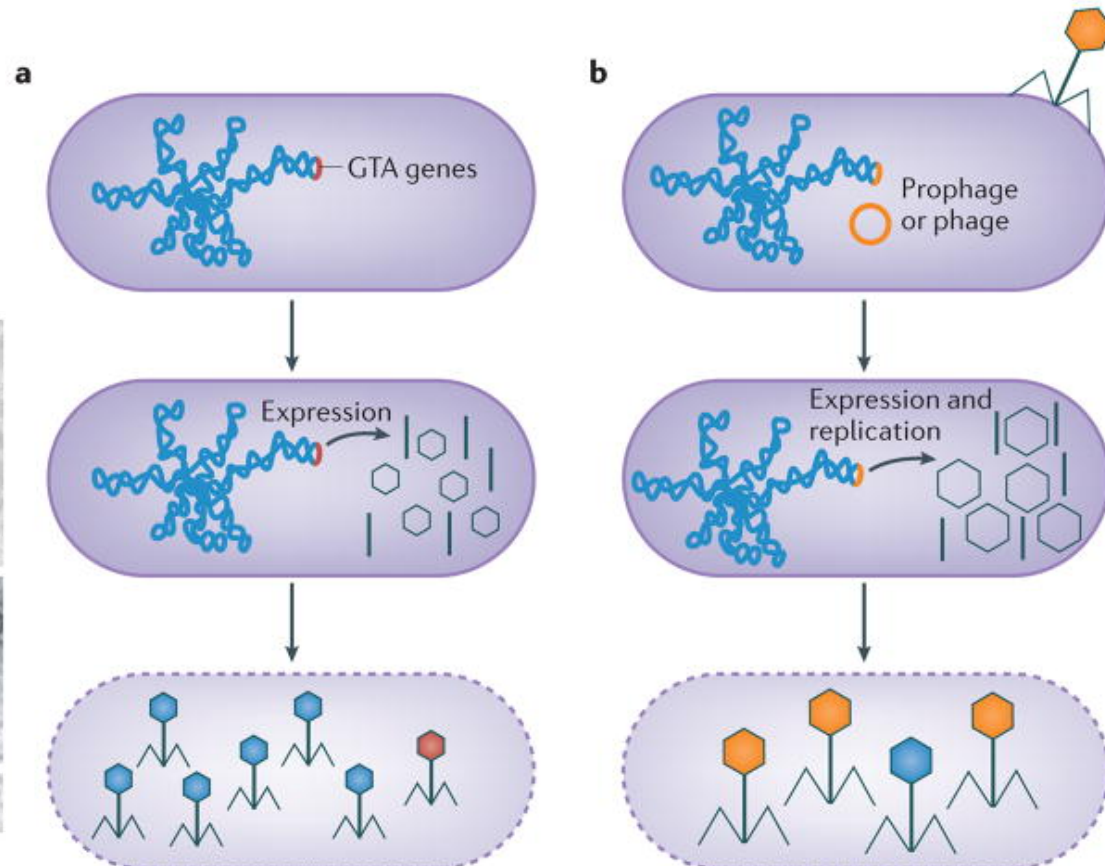 a
GTA genes
Expression
b
Prophage
or phage
Expression and
replication